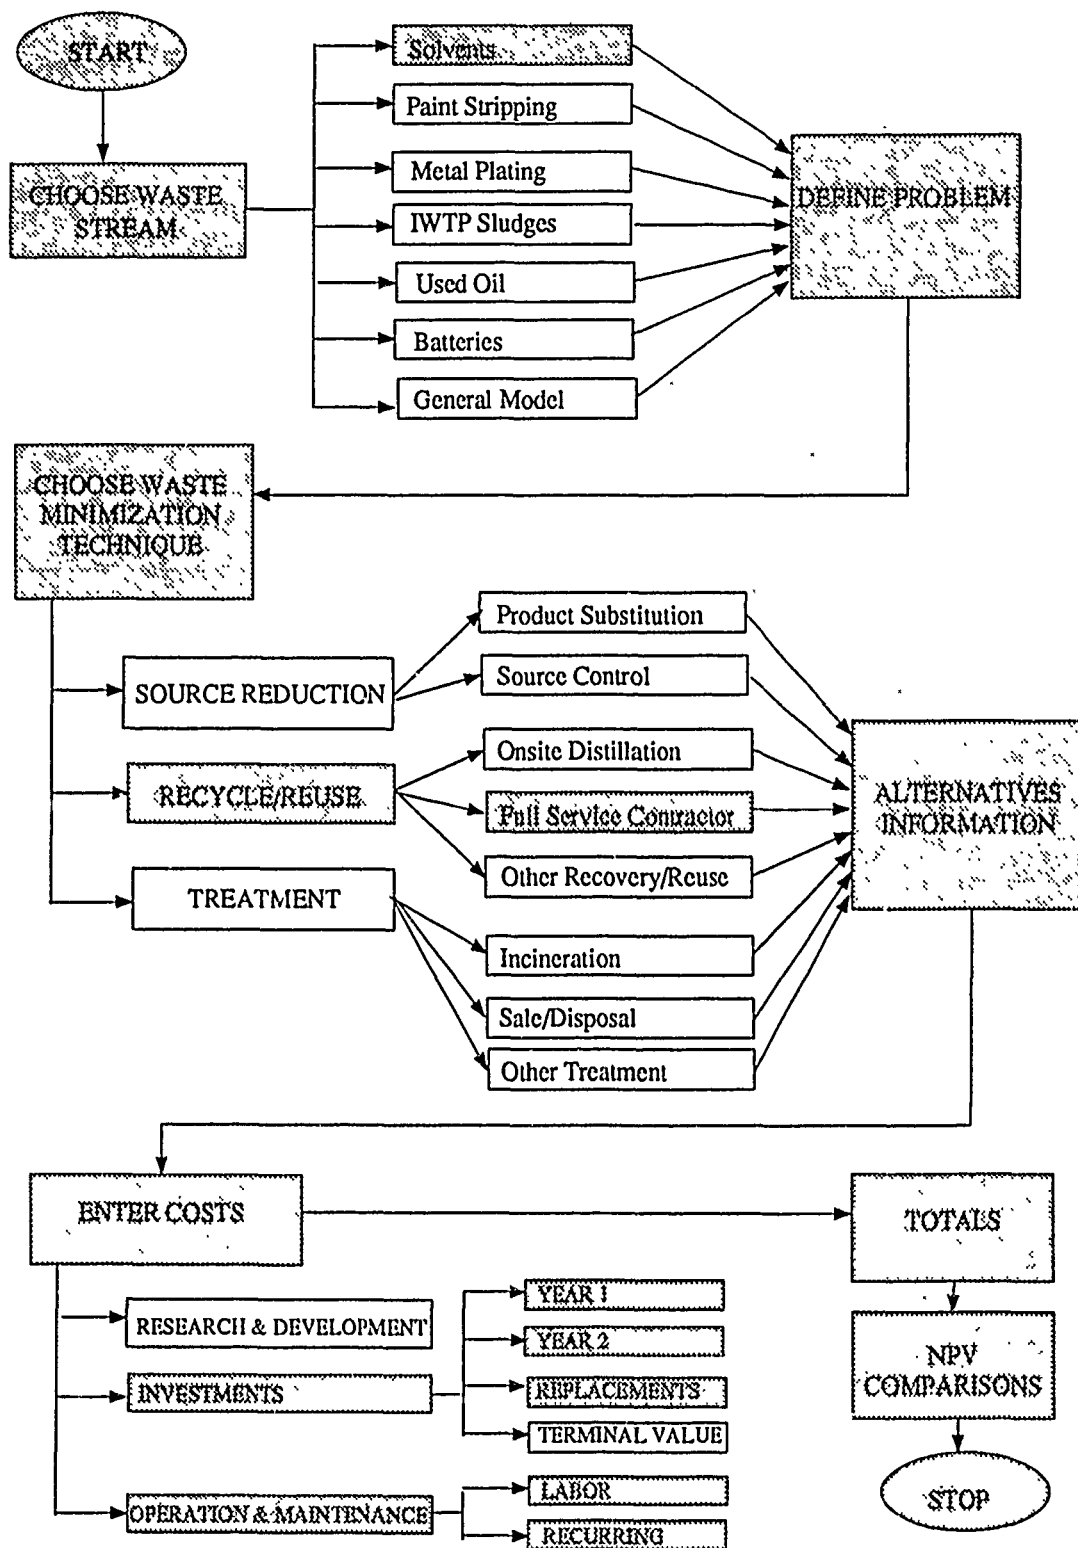 START
CHOOSE WASTE
STREAM
Solvents
Paint Stripping
Metal Plating
IWTP Sludges
Used Oil
Batteries
General Model
DEFINE PROBLEM
CHOOSE WASTE
MINIMIZATION
TECHNIQUE
SOURCE REDUCTION
RECYCLE/REUSE
TREATMENT
Product Substitution
Source Control
Onsite Distillation
Full Service Contractor
Other Recovery/Reuse
Incineration
Sale/Disposal
Other Treatment
ALTERNATIVES
INFORMATION
ENTER COSTS
RESEARCH & DEVELOPMENT
INVESTMENTS
OPERATION & MAINTENANCE
YEAR 1
YEAR 2
REPLACEMENTS
TERMINAL VALUE
LABOR
RECURRING
TOTALS
NPV
COMPARISONS
STOP